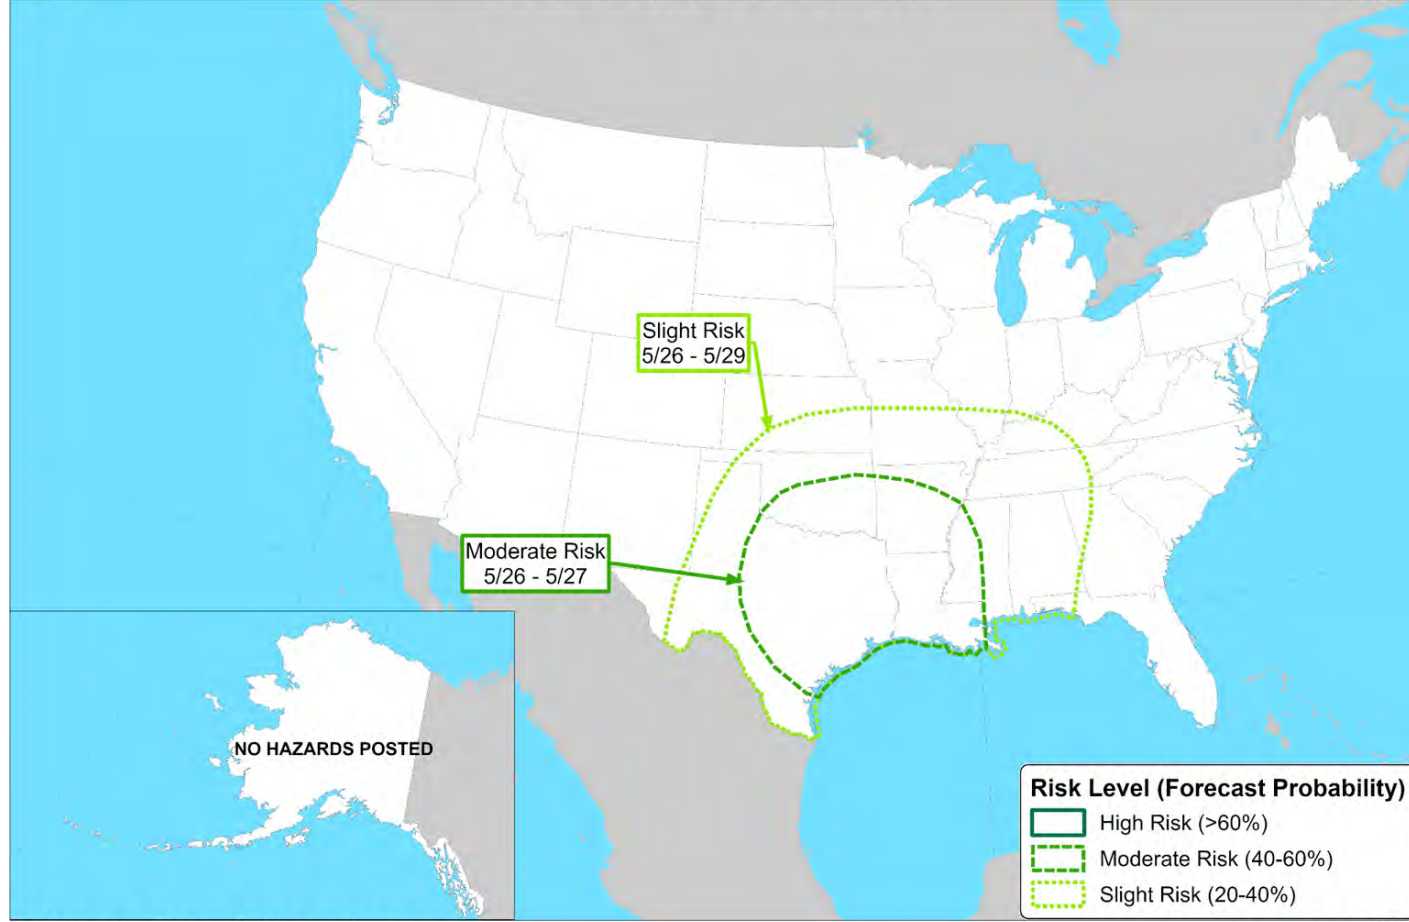 Slight Risk
5/26 - 5/29
Moderate Risk
5/26 - 5/27
NO HAZARDS POSTED
Risk Level (Forecast Probability)
High Risk (>60%)
Moderate Risk (40-60%)
Slight Risk (20-40%)